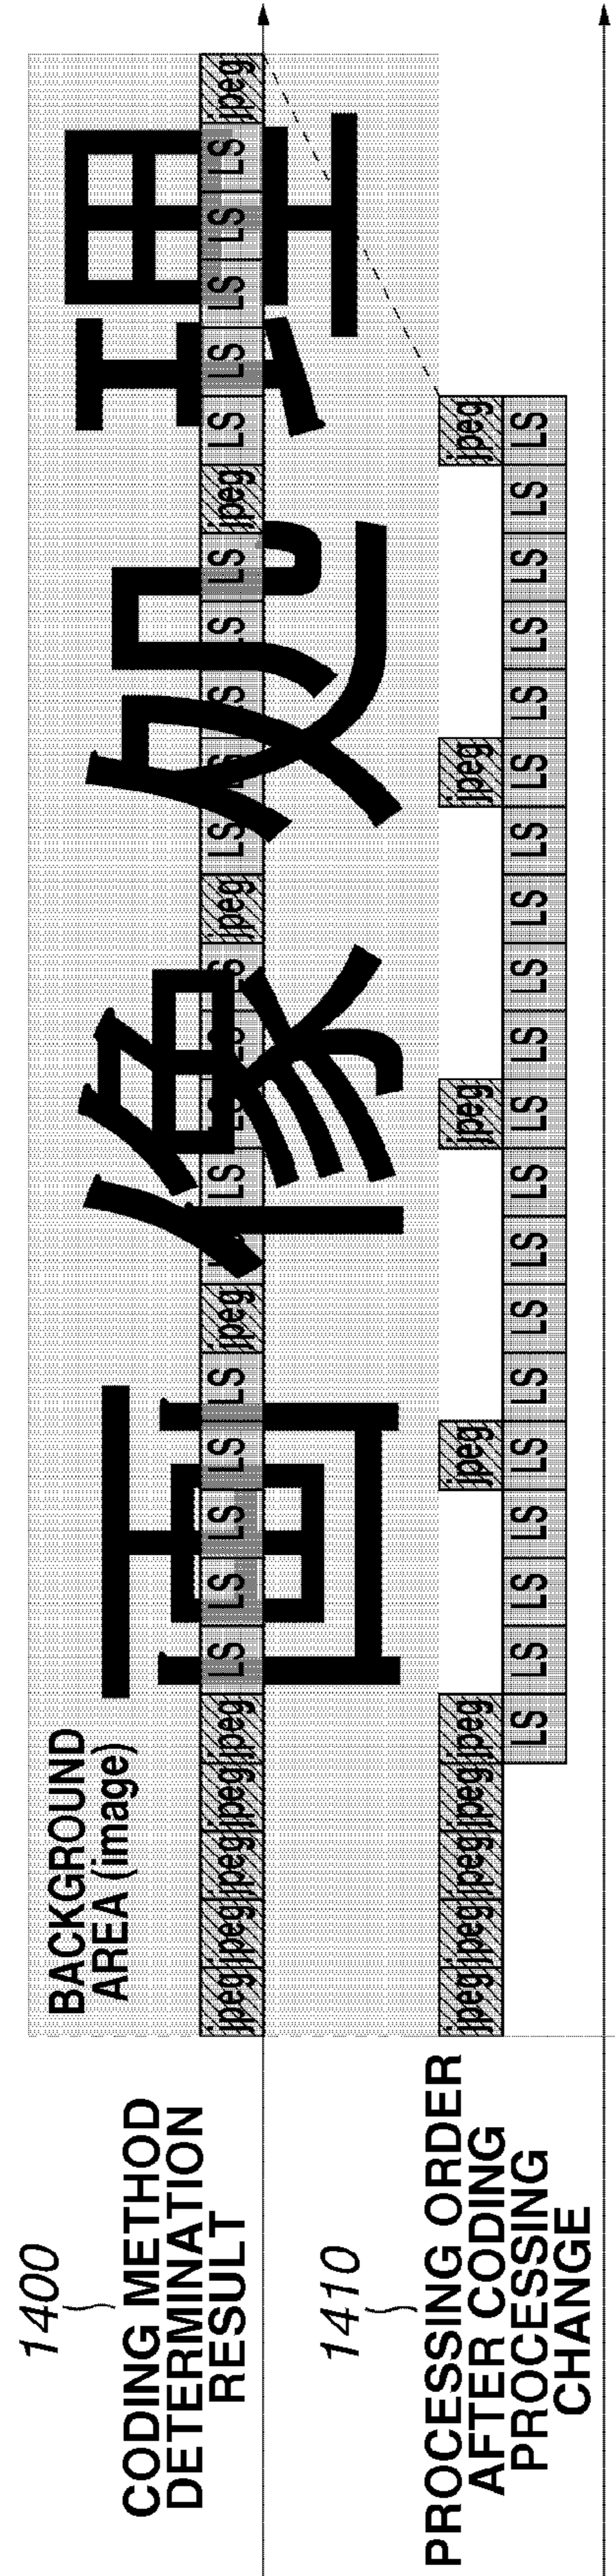 BACKGROUND
AREA (image)
画像処理
1400
CODING METHOD
DETERMINATION
RESULT
jpeg jpeg jpeg jpeg jpeg LS LS LS LS LS jpeg LS LS LS LS LS jpeg LS LS LS LS LS jpeg LS LS LS LS LS jpeg
1410
PROCESSING ORDER
AFTER CODING
PROCESSING
CHANGE
jpeg jpeg jpeg jpeg jpeg jpeg jpeg jpeg jpeg
LS LS LS LS LS LS LS LS LS LS LS LS LS LS LS LS LS LS LS LS